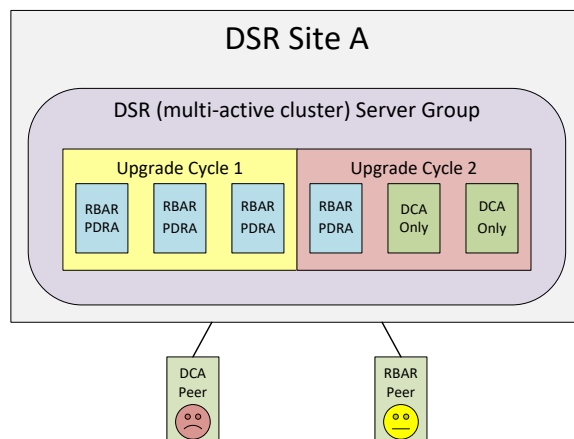 DSR Site A
DSR (multi-active cluster) Server Group
Upgrade Cycle 1
Upgrade Cycle 2
RBAR
PDRA
RBAR
PDRA
RBAR
PDRA
RBAR
PDRA
DCA
Only
DCA
Only
DCA
Peer
RBAR
Peer